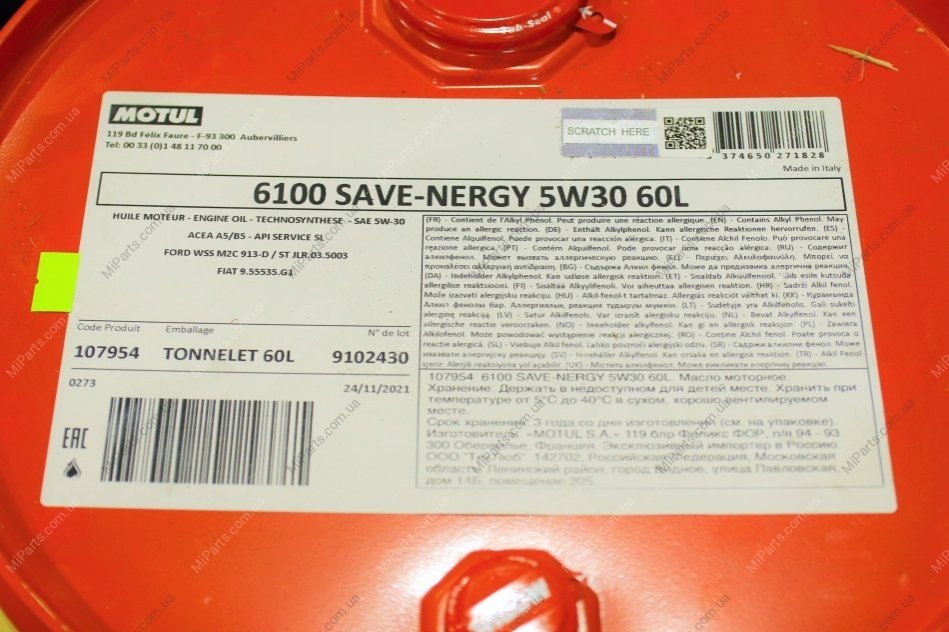 Tab-Seal®
MOTUL
119 Bd Félix Faure - F-93 300 Aubervilliers
Tel: 00 33 (0)1 48 11 70 00
SCRATCH HERE
374650 271828
Made in Italy
6100 SAVE-NERGY 5W30 60L
HUILE MOTEUR - ENGINE OIL - TECHNOSYNTHESE - SAE 5W-30
ACEA A5/B5 - API SERVICE SL
FORD WSS M2C 913-D / ST JLR.03.5003
FIAT 9.55535.G1
(FR) - Contient de l'Alkyl Phénol. Peut produire une réaction allergique. (EN) - Contains Alkyl Phenol. May
produce an allergic reaction. (DE) - Enthält Alkylphenol. Kann allergische Reaktionen hervorrufen. (ES) -
Contiene Alquilfenol. Puede provocar una reacción alérgica. (IT) - Contiene Alchil Fenolo. Può provocare una
reazione allergica. (PT) - Contém Alquilfenol. Pode provocar uma reacção alérgica. (RU) - Содержит
алкилфенол. Может вызывать аллергическую реакцию. (EL) - Περιέχει Αλκυλοφαινόλη. Μπορεί να
προκαλέσει αλλεργική αντίδραση. (BG) - Съдържа Алкил фенол. Може да предизвика алергична реакция.
(DA) - Indeholder Alkylphenol. Kan udløse allergisk reaktion. (ET) - Sisaldab Alküülfenooli. Võib esile kutsuda
allergilise reaktsiooni. (FI) - Sisältää Alkyylifenoli. Voi aiheuttaa allergisen reaktion. (HR) - Sadrži Alkil fenol.
Može izazvati alergijsku reakciju. (HU) - Alkil-fenol-t tartalmaz. Allergiás reakciót válthat ki. (KK) - Курамында
Алкил фенолы бар. Аллергиялық реакция тудыруы мүмкін. (LT) - Sudėtyje yra Alkilfenolis. Gali sukelti
alerginę reakciją. (LV) - Satur Alkilfenols. Var izraisīt alerģisku reakciju. (NL) - Bevat Alkylfenol. Kan een
allergische reactie veroorzaken. (NO) - Inneholder alkylfenol. Kan gi en allergisk reaksjon. (PL) - Zawiera
Alkilofenol. Może powodować wystąpienie reakcji alergicznej. (RO) - Contine Alchil fenol. Poate provoca o
reactie alergică. (SL) - Vsebuje Alkil fenol. Lahko povzroči alergijski odziv. (SR) - Садржи алкил фенол. Може
изазвати алергијску реакцију. (SV) - Innehåller Alkylfenol. Kan orsaka en allergisk reaktion. (TR) - Alkil Fenol
içerir. Alerjik reaksiyona yol açabilir. (UK) - Містить алкил фенол. Може викликати алергичну реакцию.
Code Produit Emballage N° de lot
107954 TONNELET 60L 9102430
0273 24/11/2021
EAC
107954 6100 SAVE-NERGY 5W30 60L. Масло моторное.
Хранение: Держать в недоступном для детей месте. Хранить при
температуре от 5°C до 40°C в сухом, хорошо вентилируемом
месте.
Срок хранения: 3 года со дня изготовления (см. на упаковке).
Изготовитель: «MOTUL S.A.» - 119 блр Феликс ФОР, п/я 94 - 93
300 Обервилье Франция. Эксклюзивный импортер в Россию:
ООО "ТекЛюб" 142702, Российская Федерация, Московская
область, Ленинский район, город Видное, улица Павловская,
дом 14Б, помещение 205.
MiParts.com.ua